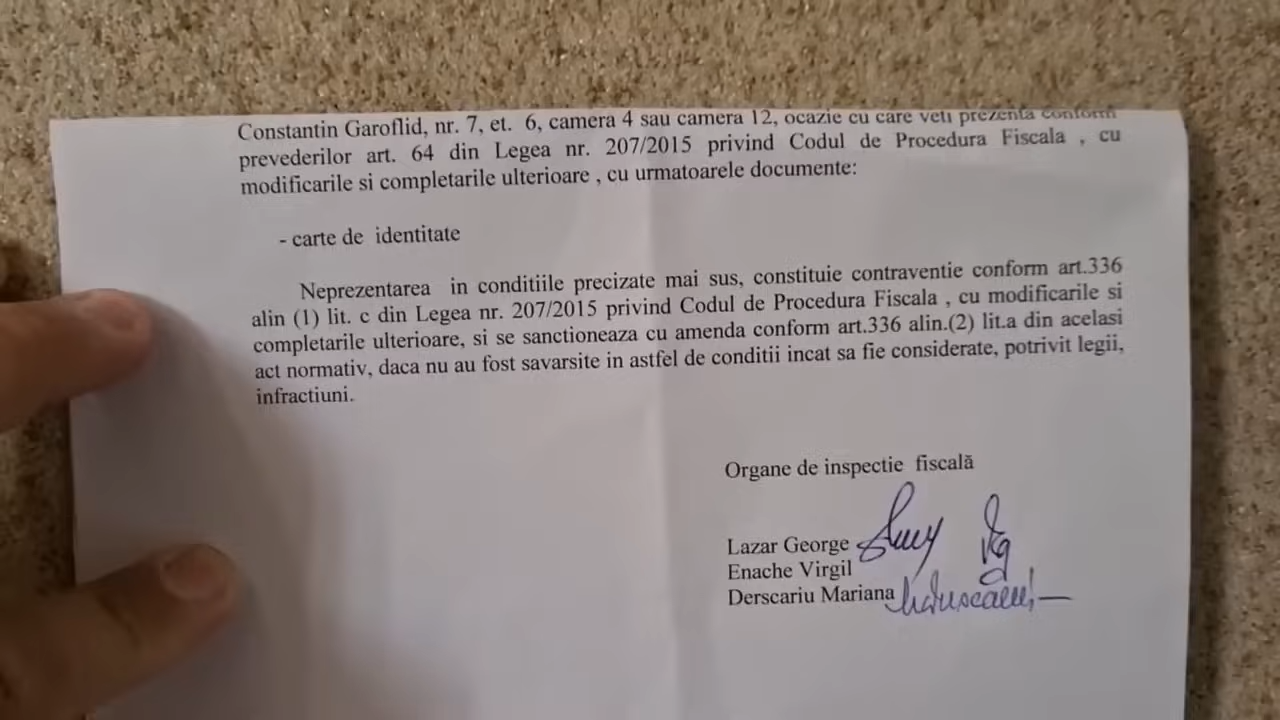 Constantin Garoflid, nr. 7, et. 6, camera 4 sau camera 12, ocazie cu care veti prezenta conform
prevederilor art. 64 din Legea nr. 207/2015 privind Codul de Procedura Fiscala , cu
modificarile si completarile ulterioare , cu urmatoarele documente:
- carte de identitate
Neprezentarea in conditiile precizate mai sus, constituie contraventie conform art.336
alin (1) lit. c din Legea nr. 207/2015 privind Codul de Procedura Fiscala , cu modificarile si
completarile ulterioare, si se sanctioneaza cu amenda conform art.336 alin.(2) lit.a din acelasi
act normativ, daca nu au fost savarsite in astfel de conditii incat sa fie considerate, potrivit legii,
infractiuni.
Organe de inspectie fiscală
Lazar George
Enache Virgil
Derscariu Mariana